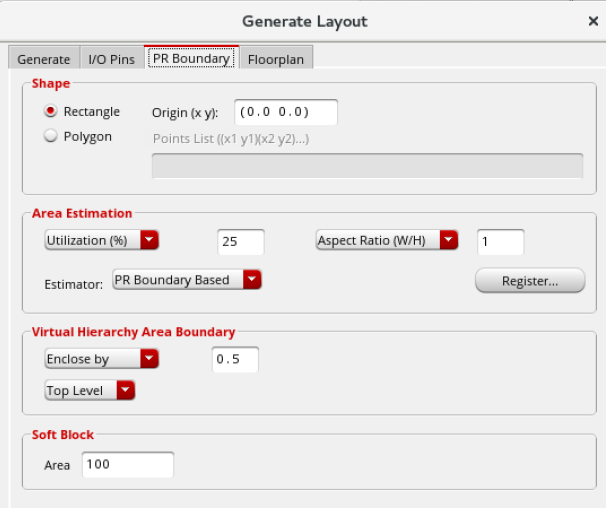 Generate Layout
Generate I/O Pins PR Boundary Floorplan
Shape
Rectangle Origin (x y): (0.0 0.0)
Polygon Points List ((x1 y1)(x2 y2)...)
Area Estimation
Utilization (%) 25 Aspect Ratio (W/H) 1
Estimator: PR Boundary Based Register...
Virtual Hierarchy Area Boundary
Enclose by 0.5
Top Level
Soft Block
Area 100